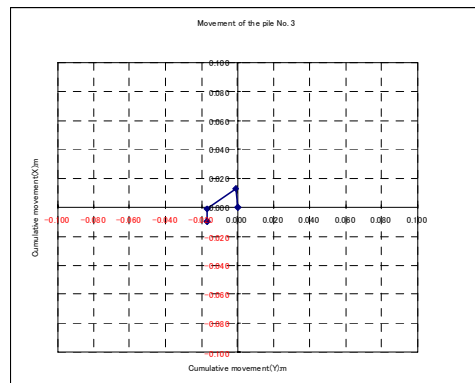 Movement of the pile No. 3
0.100
0.080
0.060
0.040
0.020
0.000
-0.100 -0.080 -0.060 -0.040 0.000 0.020 0.040 0.060 0.080 0.100
-0.020
-0.040
-0.060
-0.080
-0.100
Cumulative movement(X):m
Cumulative movement(Y):m